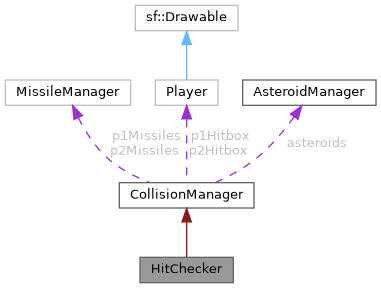 sf::Drawable
MissileManager
Player
AsteroidManager
p1Missiles
p2Missiles
p1Hitbox
p2Hitbox
asteroids
CollisionManager
HitChecker